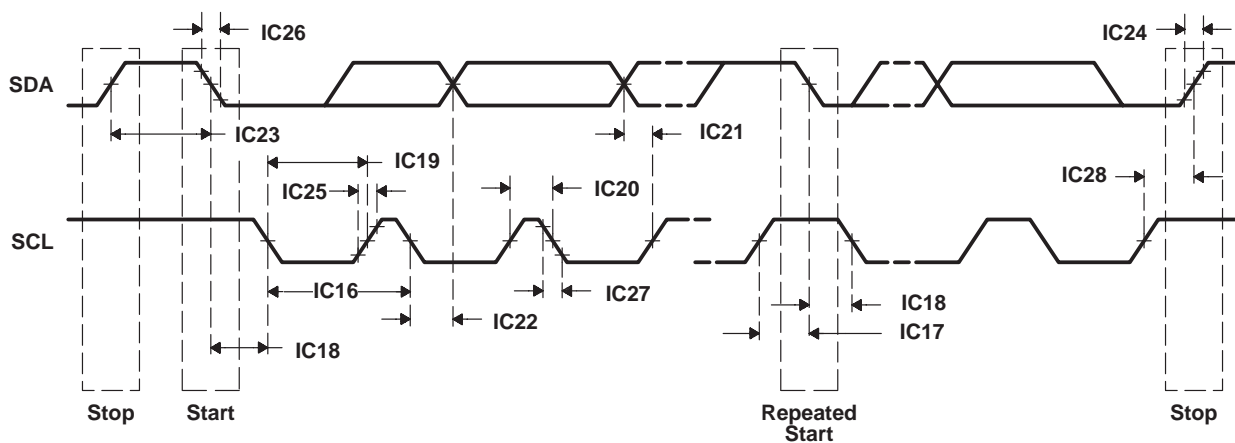 IC26
IC24
SDA
IC23
IC21
IC19
IC25
IC20
IC28
SCL
IC16
IC27
IC18
IC22
IC17
IC18
Stop
Start
Repeated
Start
Stop